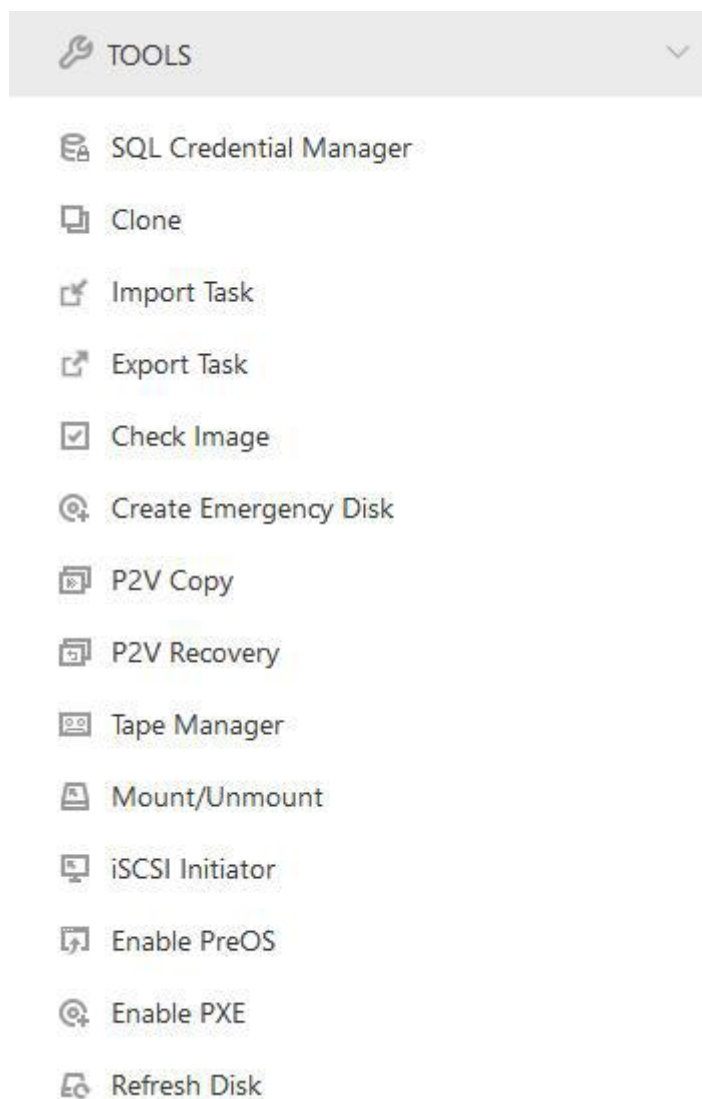 TOOLS
SQL Credential Manager
Clone
Import Task
Export Task
Check Image
Create Emergency Disk
P2V Copy
P2V Recovery
Tape Manager
Mount/Unmount
iSCSI Initiator
Enable PreOS
Enable PXE
Refresh Disk